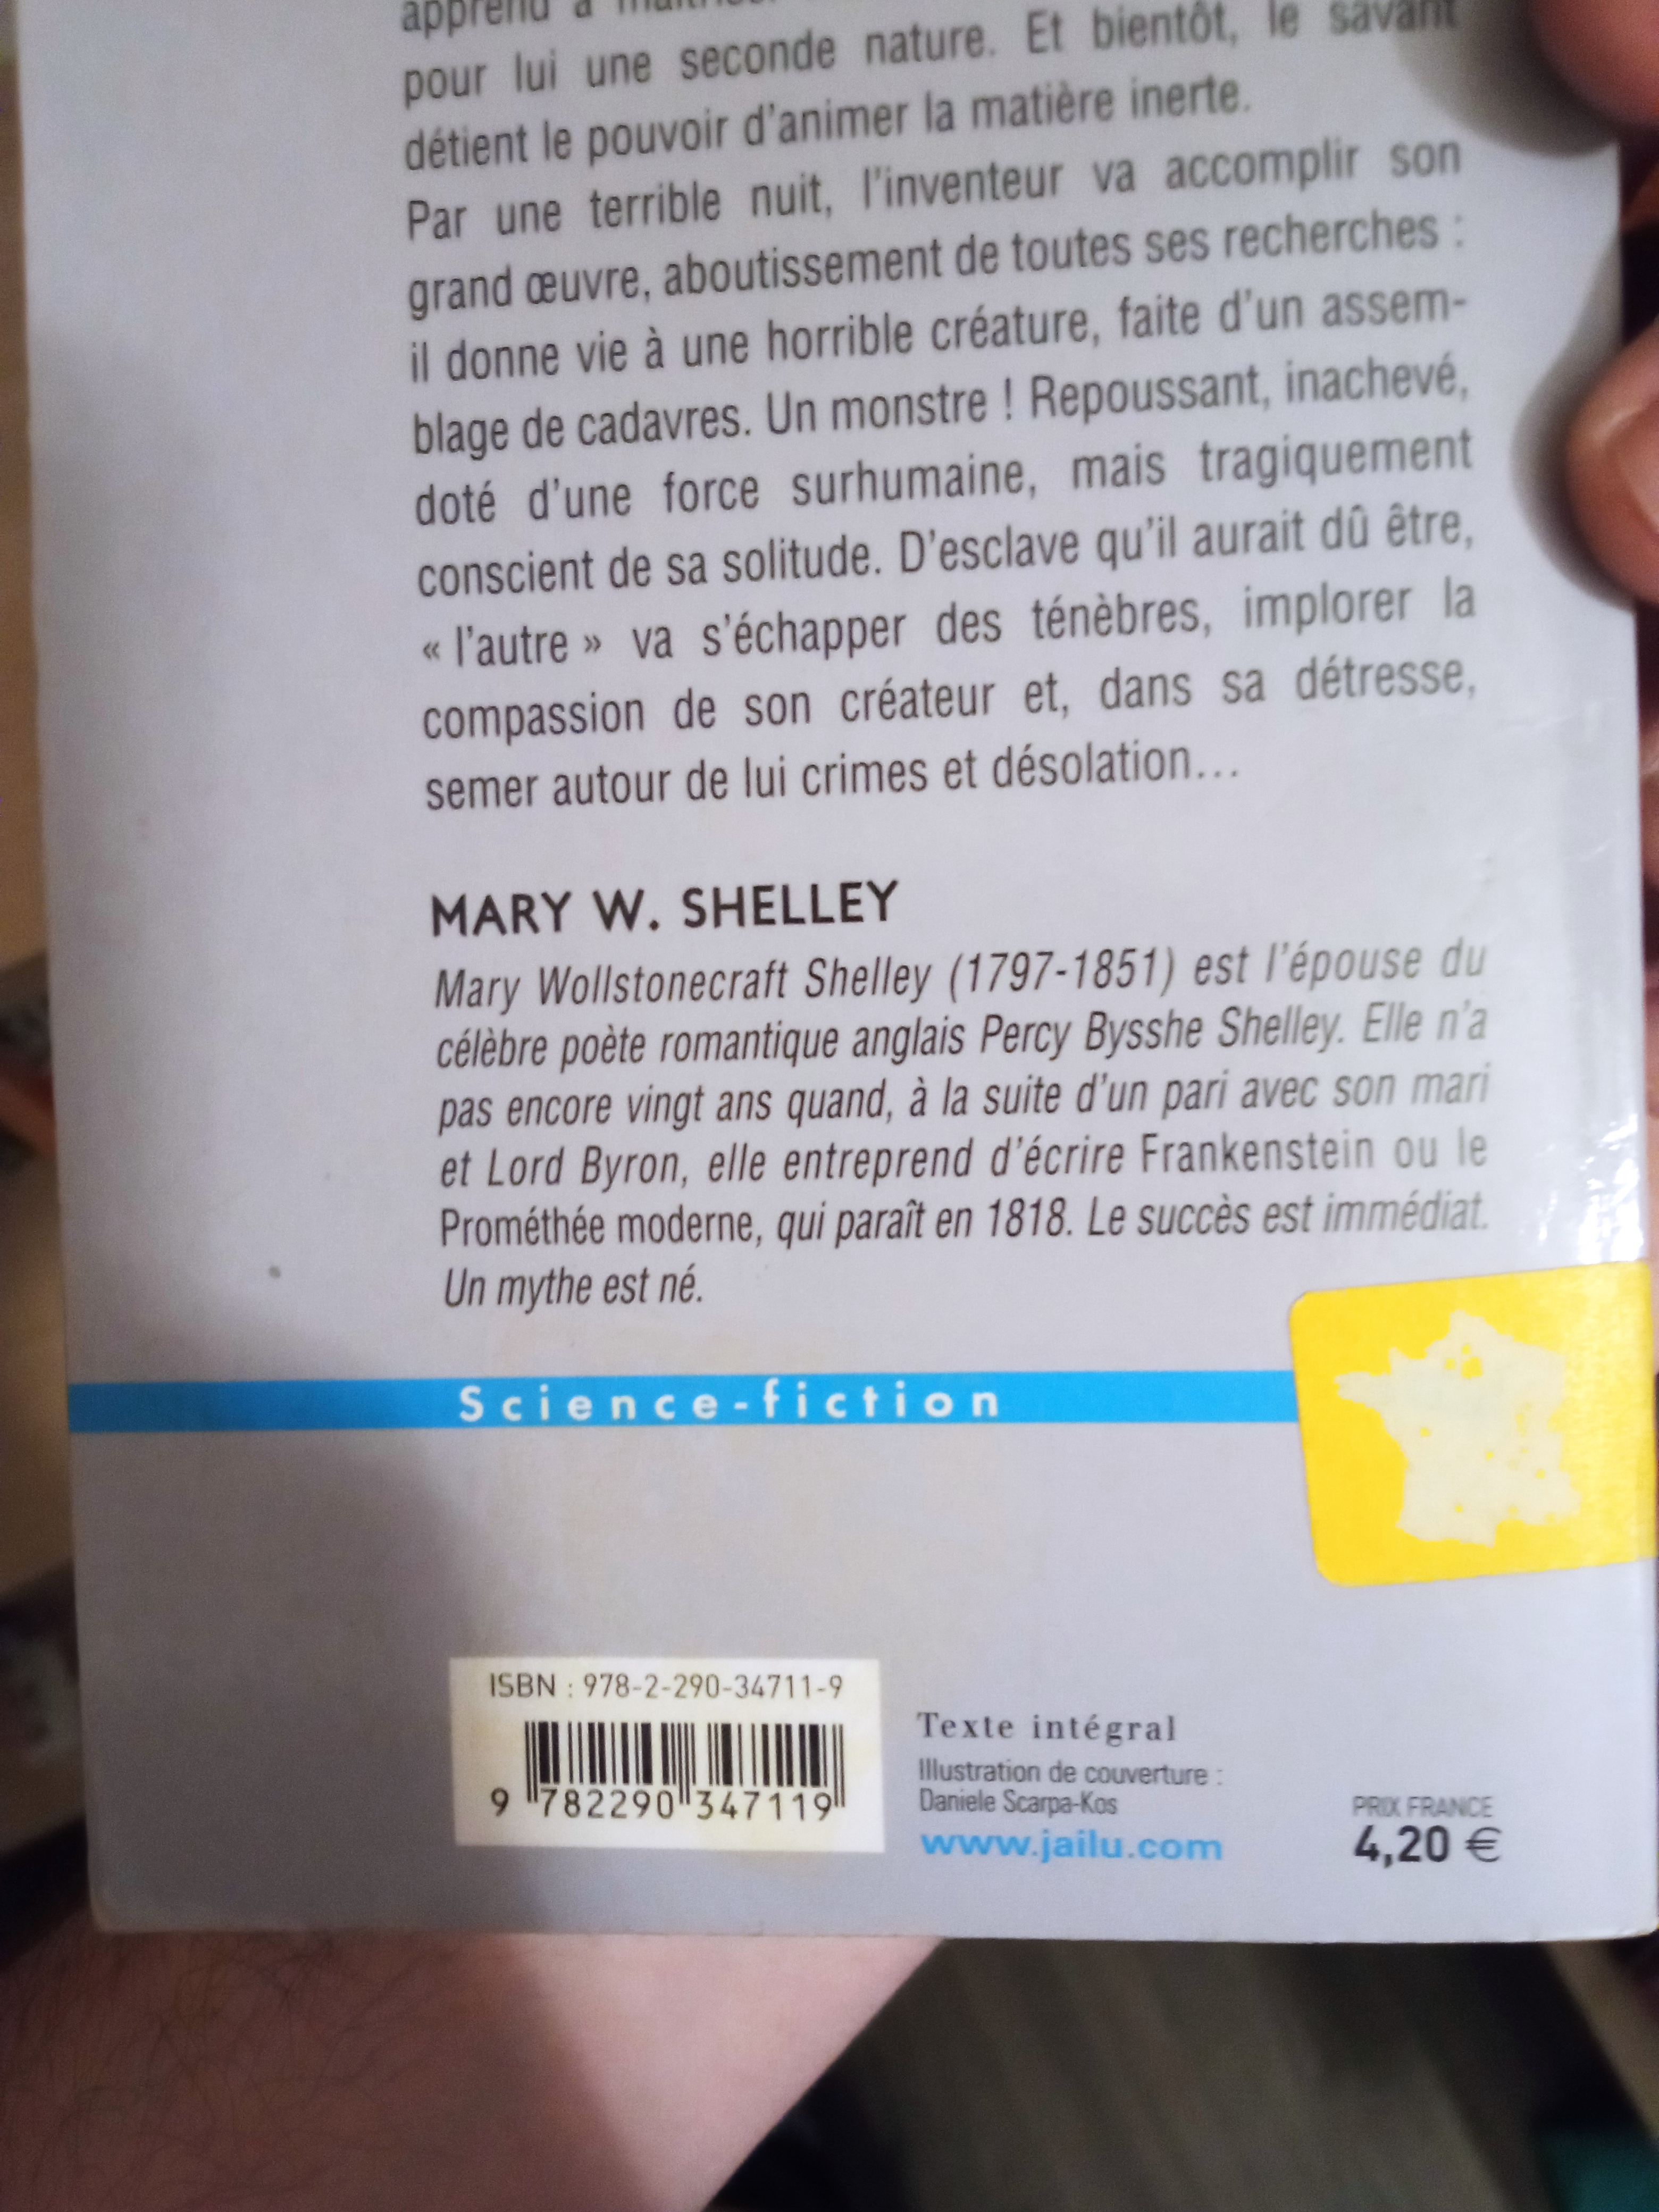 apprend à
pour lui une seconde nature. Et bientôt, le savant
détient le pouvoir d'animer la matière inerte.
Par une terrible nuit, l'inventeur va accomplir son
grand œuvre, aboutissement de toutes ses recherches :
il donne vie à une horrible créature, faite d'un assem-
blage de cadavres. Un monstre ! Repoussant, inachevé,
doté d'une force surhumaine, mais tragiquement
conscient de sa solitude. D'esclave qu'il aurait dû être,
« l'autre » va s'échapper des ténèbres, implorer la
compassion de son créateur et, dans sa détresse,
semer autour de lui crimes et désolation...
MARY W. SHELLEY
Mary Wollstonecraft Shelley (1797-1851) est l'épouse du
célèbre poète romantique anglais Percy Bysshe Shelley. Elle n'a
pas encore vingt ans quand, à la suite d'un pari avec son mari
et Lord Byron, elle entreprend d'écrire Frankenstein ou le
Prométhée moderne, qui paraît en 1818. Le succès est immédiat.
Un mythe est né.
Science-fiction
ISBN : 978-2-290-34711-9
9 782290 347119
Texte intégral
Illustration de couverture :
Daniele Scarpa-Kos
www.jailu.com
PRIX FRANCE
4,20 €